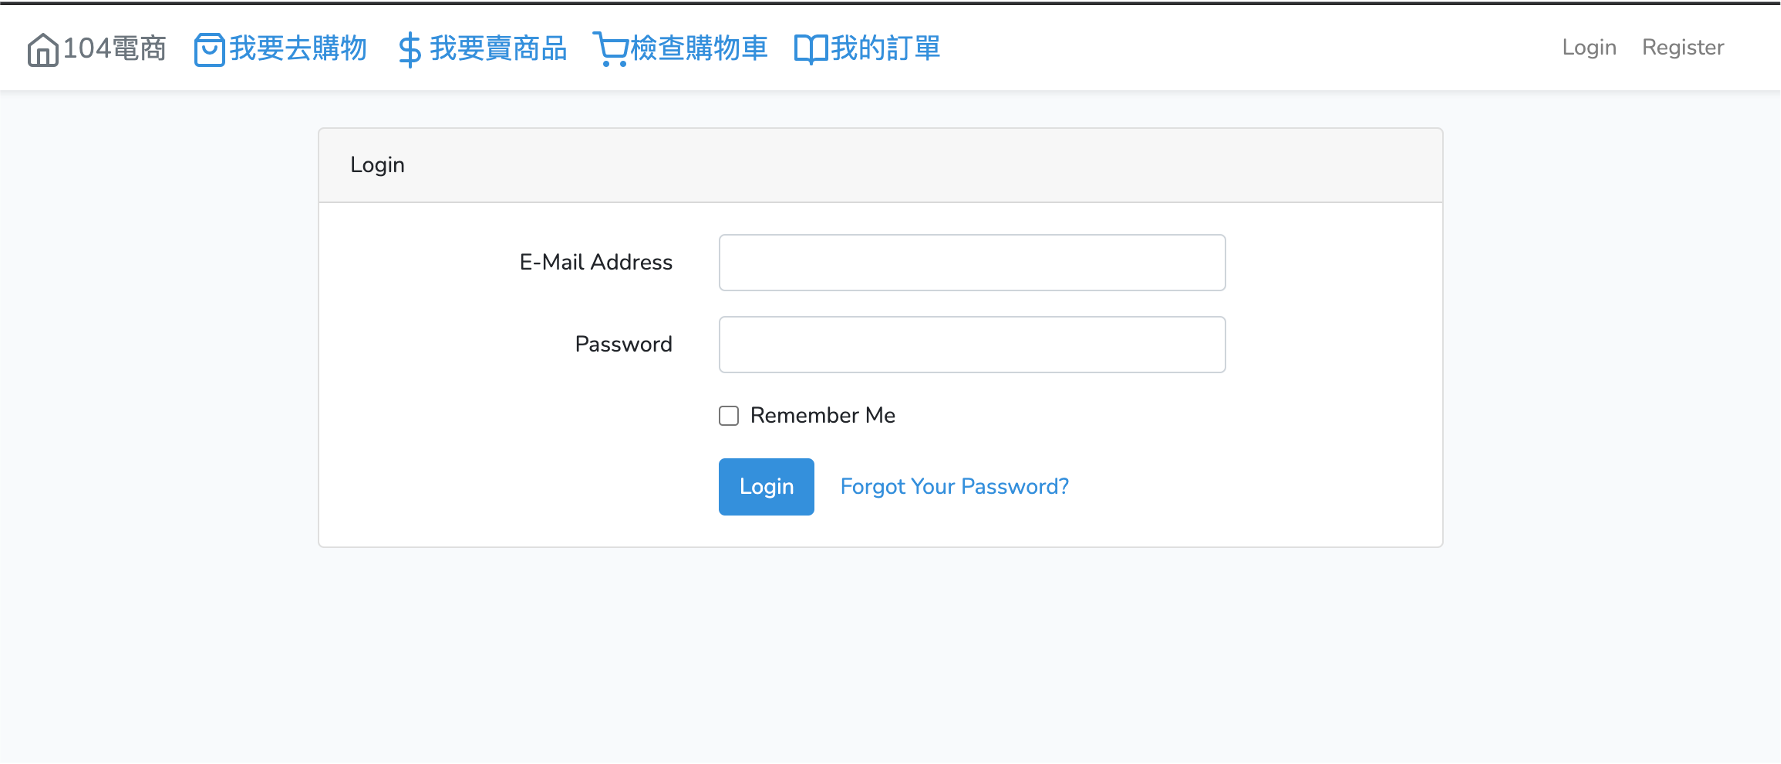 104電商 我要去購物 我要賣商品 檢查購物車 我的訂單 Login Register
Login
E-Mail Address
Password
Remember Me
Login Forgot Your Password?